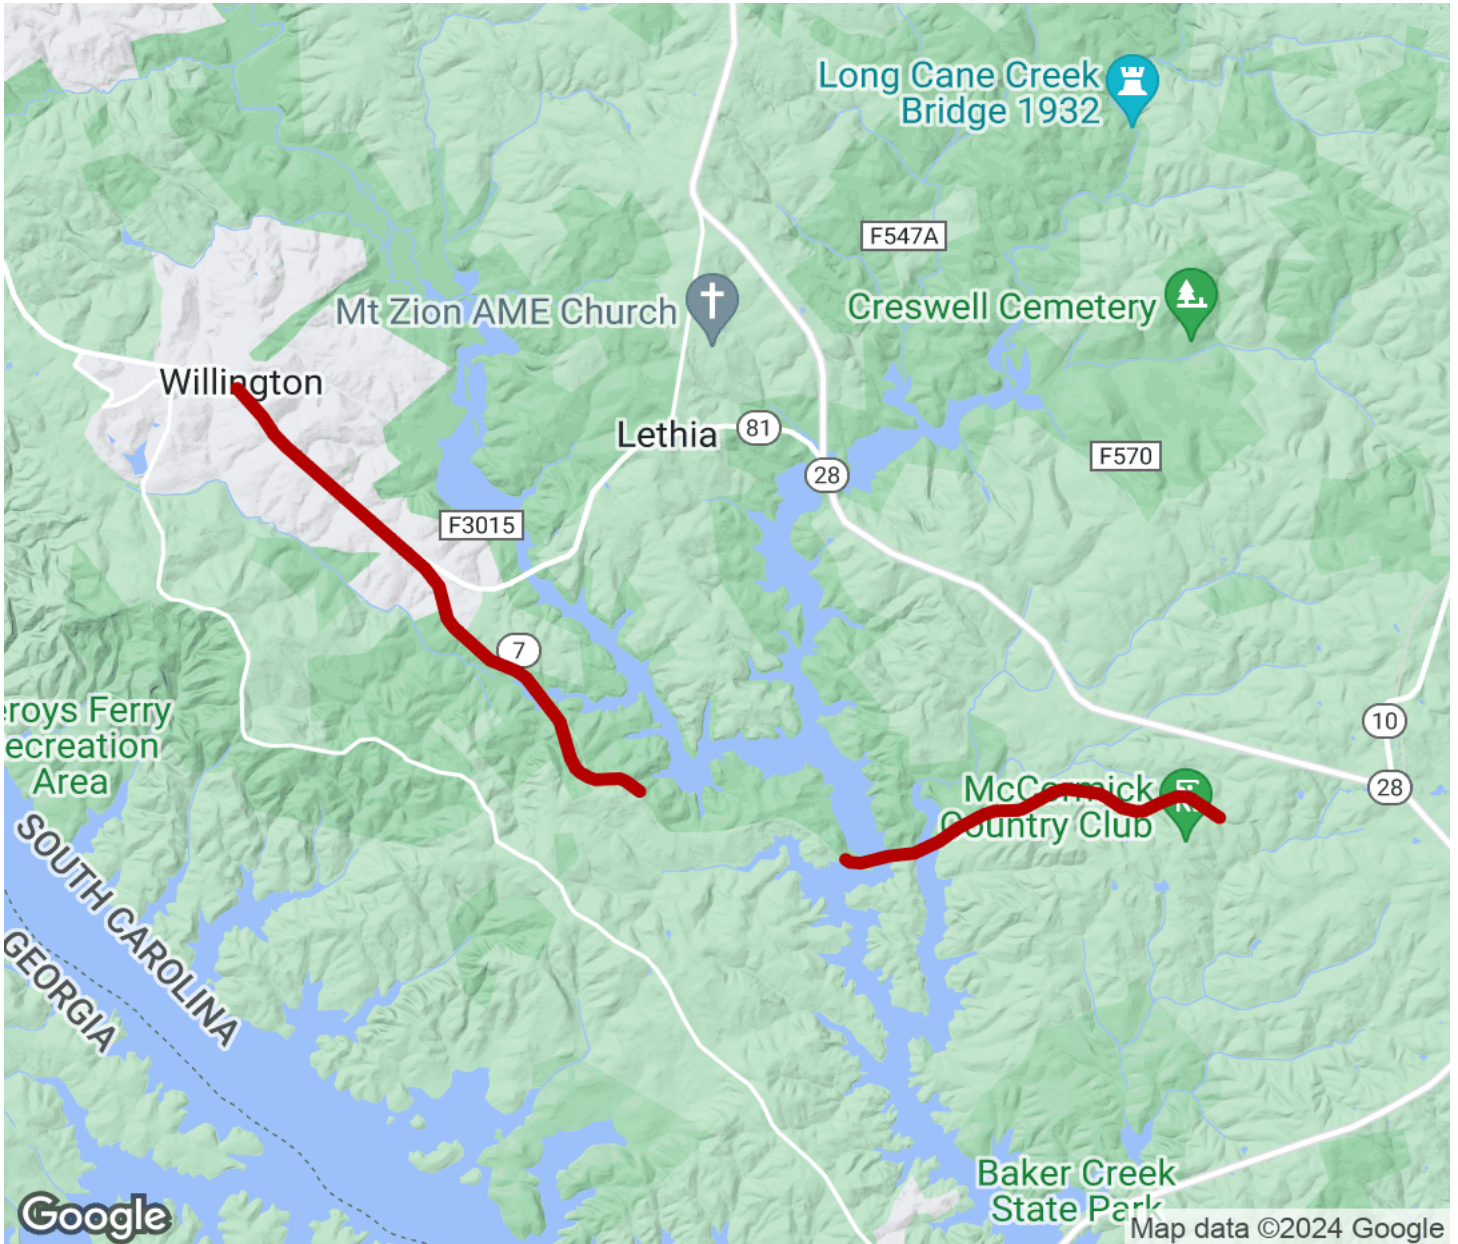 Long Cane Creek
Bridge 1932
F547A
Mt Zion AME Church
Creswell Cemetery
Willington
Lethia
81
28
F570
F3015
7
eroys Ferry
ecreation
Area
10
28
McCormick
Country Club
SOUTH CAROLINA
GEORGIA
Baker Creek
State Park
Google
Map data ©2024 Google